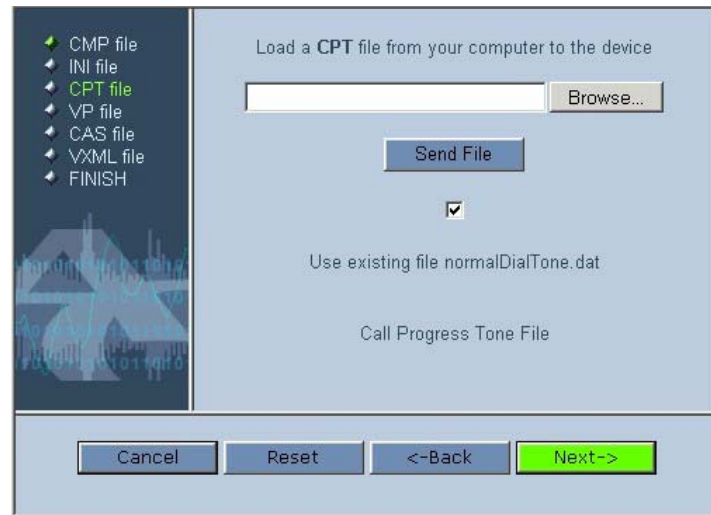 CMP file
INI file
CPT file
VP file
CAS file
VXML file
FINISH
Load a CPT file from your computer to the device
Browse...
Send File
Use existing file normalDialTone.dat
Call Progress Tone File
Cancel
Reset
<-Back
Next->